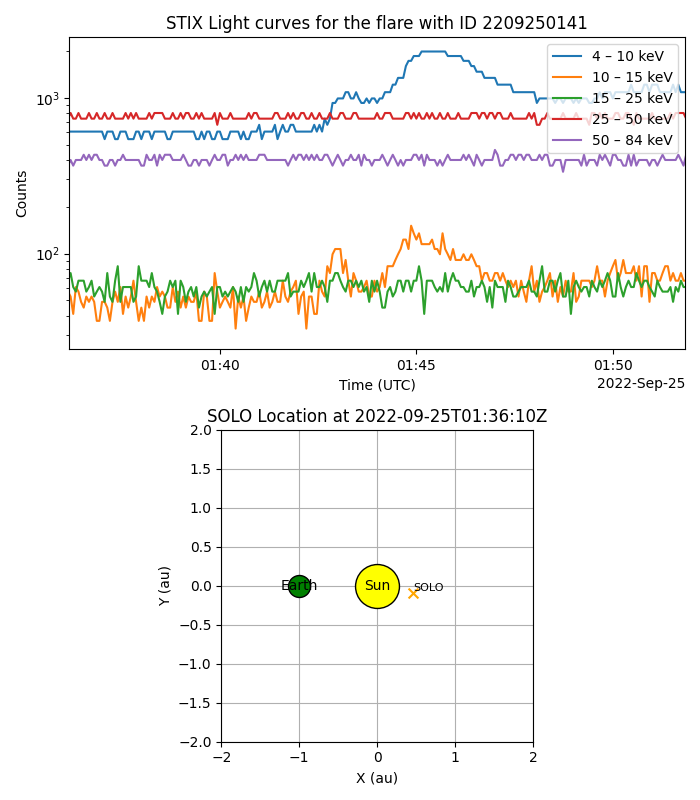 STIX Light curves for the flare with ID 2209250141
4 – 10 keV
10 – 15 keV
15 – 25 keV
25 – 50 keV
50 – 84 keV
Counts
10³
10²
01:40 01:45 01:50
Time (UTC)
2022-Sep-25
SOLO Location at 2022-09-25T01:36:10Z
2.0
1.5
1.0
0.5
0.0
−0.5
−1.0
−1.5
−2.0
Y (au)
Earth Sun SOLO
−2 −1 0 1 2
X (au)